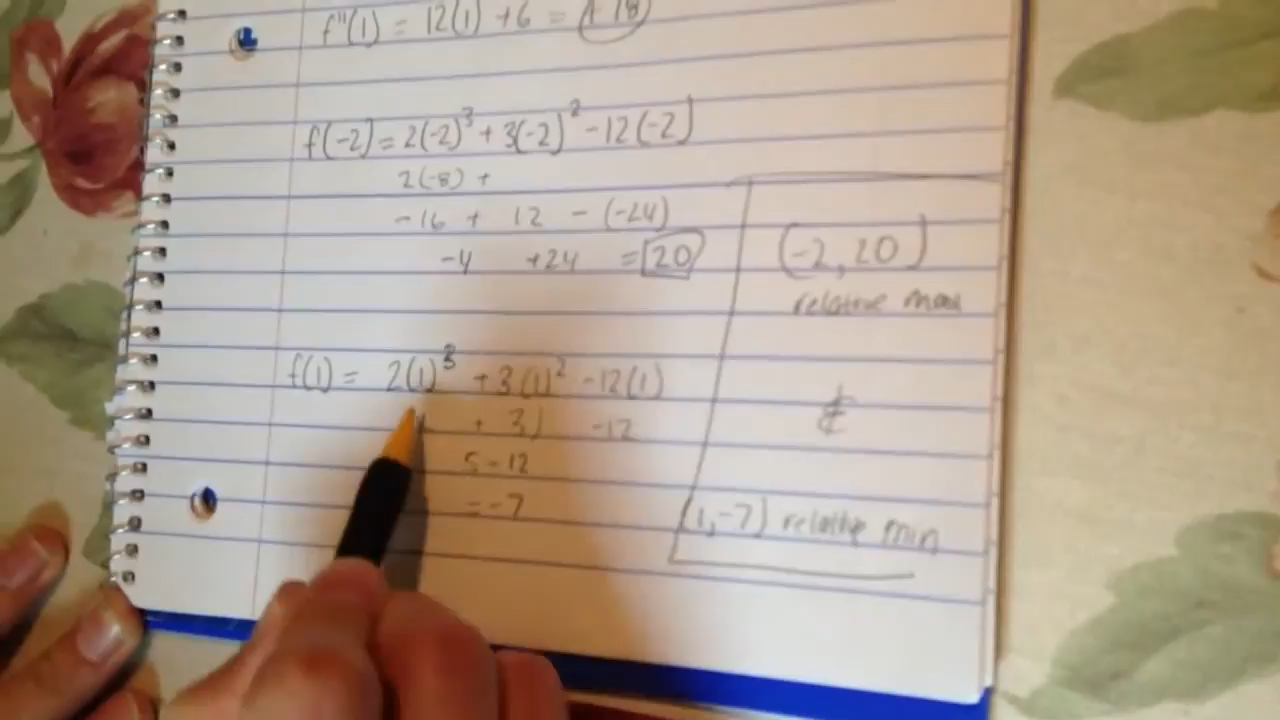 f"(1) = 12(1) + 6 = +18
f(-2) = 2(-2)³ + 3(-2)² - 12(-2)
2(-8) +
-16 + 12 - (-24)
-4 +24 = 20
(-2, 20)
relative max
f(1) = 2(1)³ + 3(1)² - 12(1)
+ 3) -12
5 - 12
= -7
¢
(1, -7) relative min